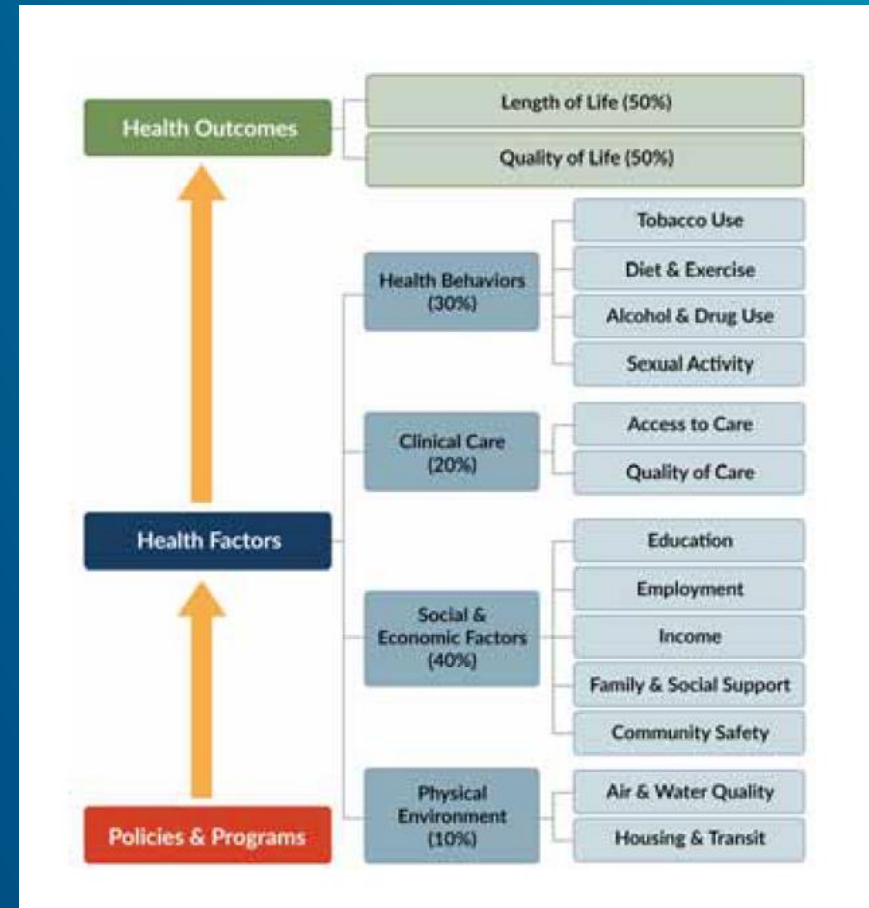 Health Outcomes
Length of Life (50%)
Quality of Life (50%)
Health Factors
Health Behaviors
(30%)
Tobacco Use
Diet & Exercise
Alcohol & Drug Use
Sexual Activity
Clinical Care
(20%)
Access to Care
Quality of Care
Social &
Economic Factors
(40%)
Education
Employment
Income
Family & Social Support
Community Safety
Physical
Environment
(10%)
Air & Water Quality
Housing & Transit
Policies & Programs